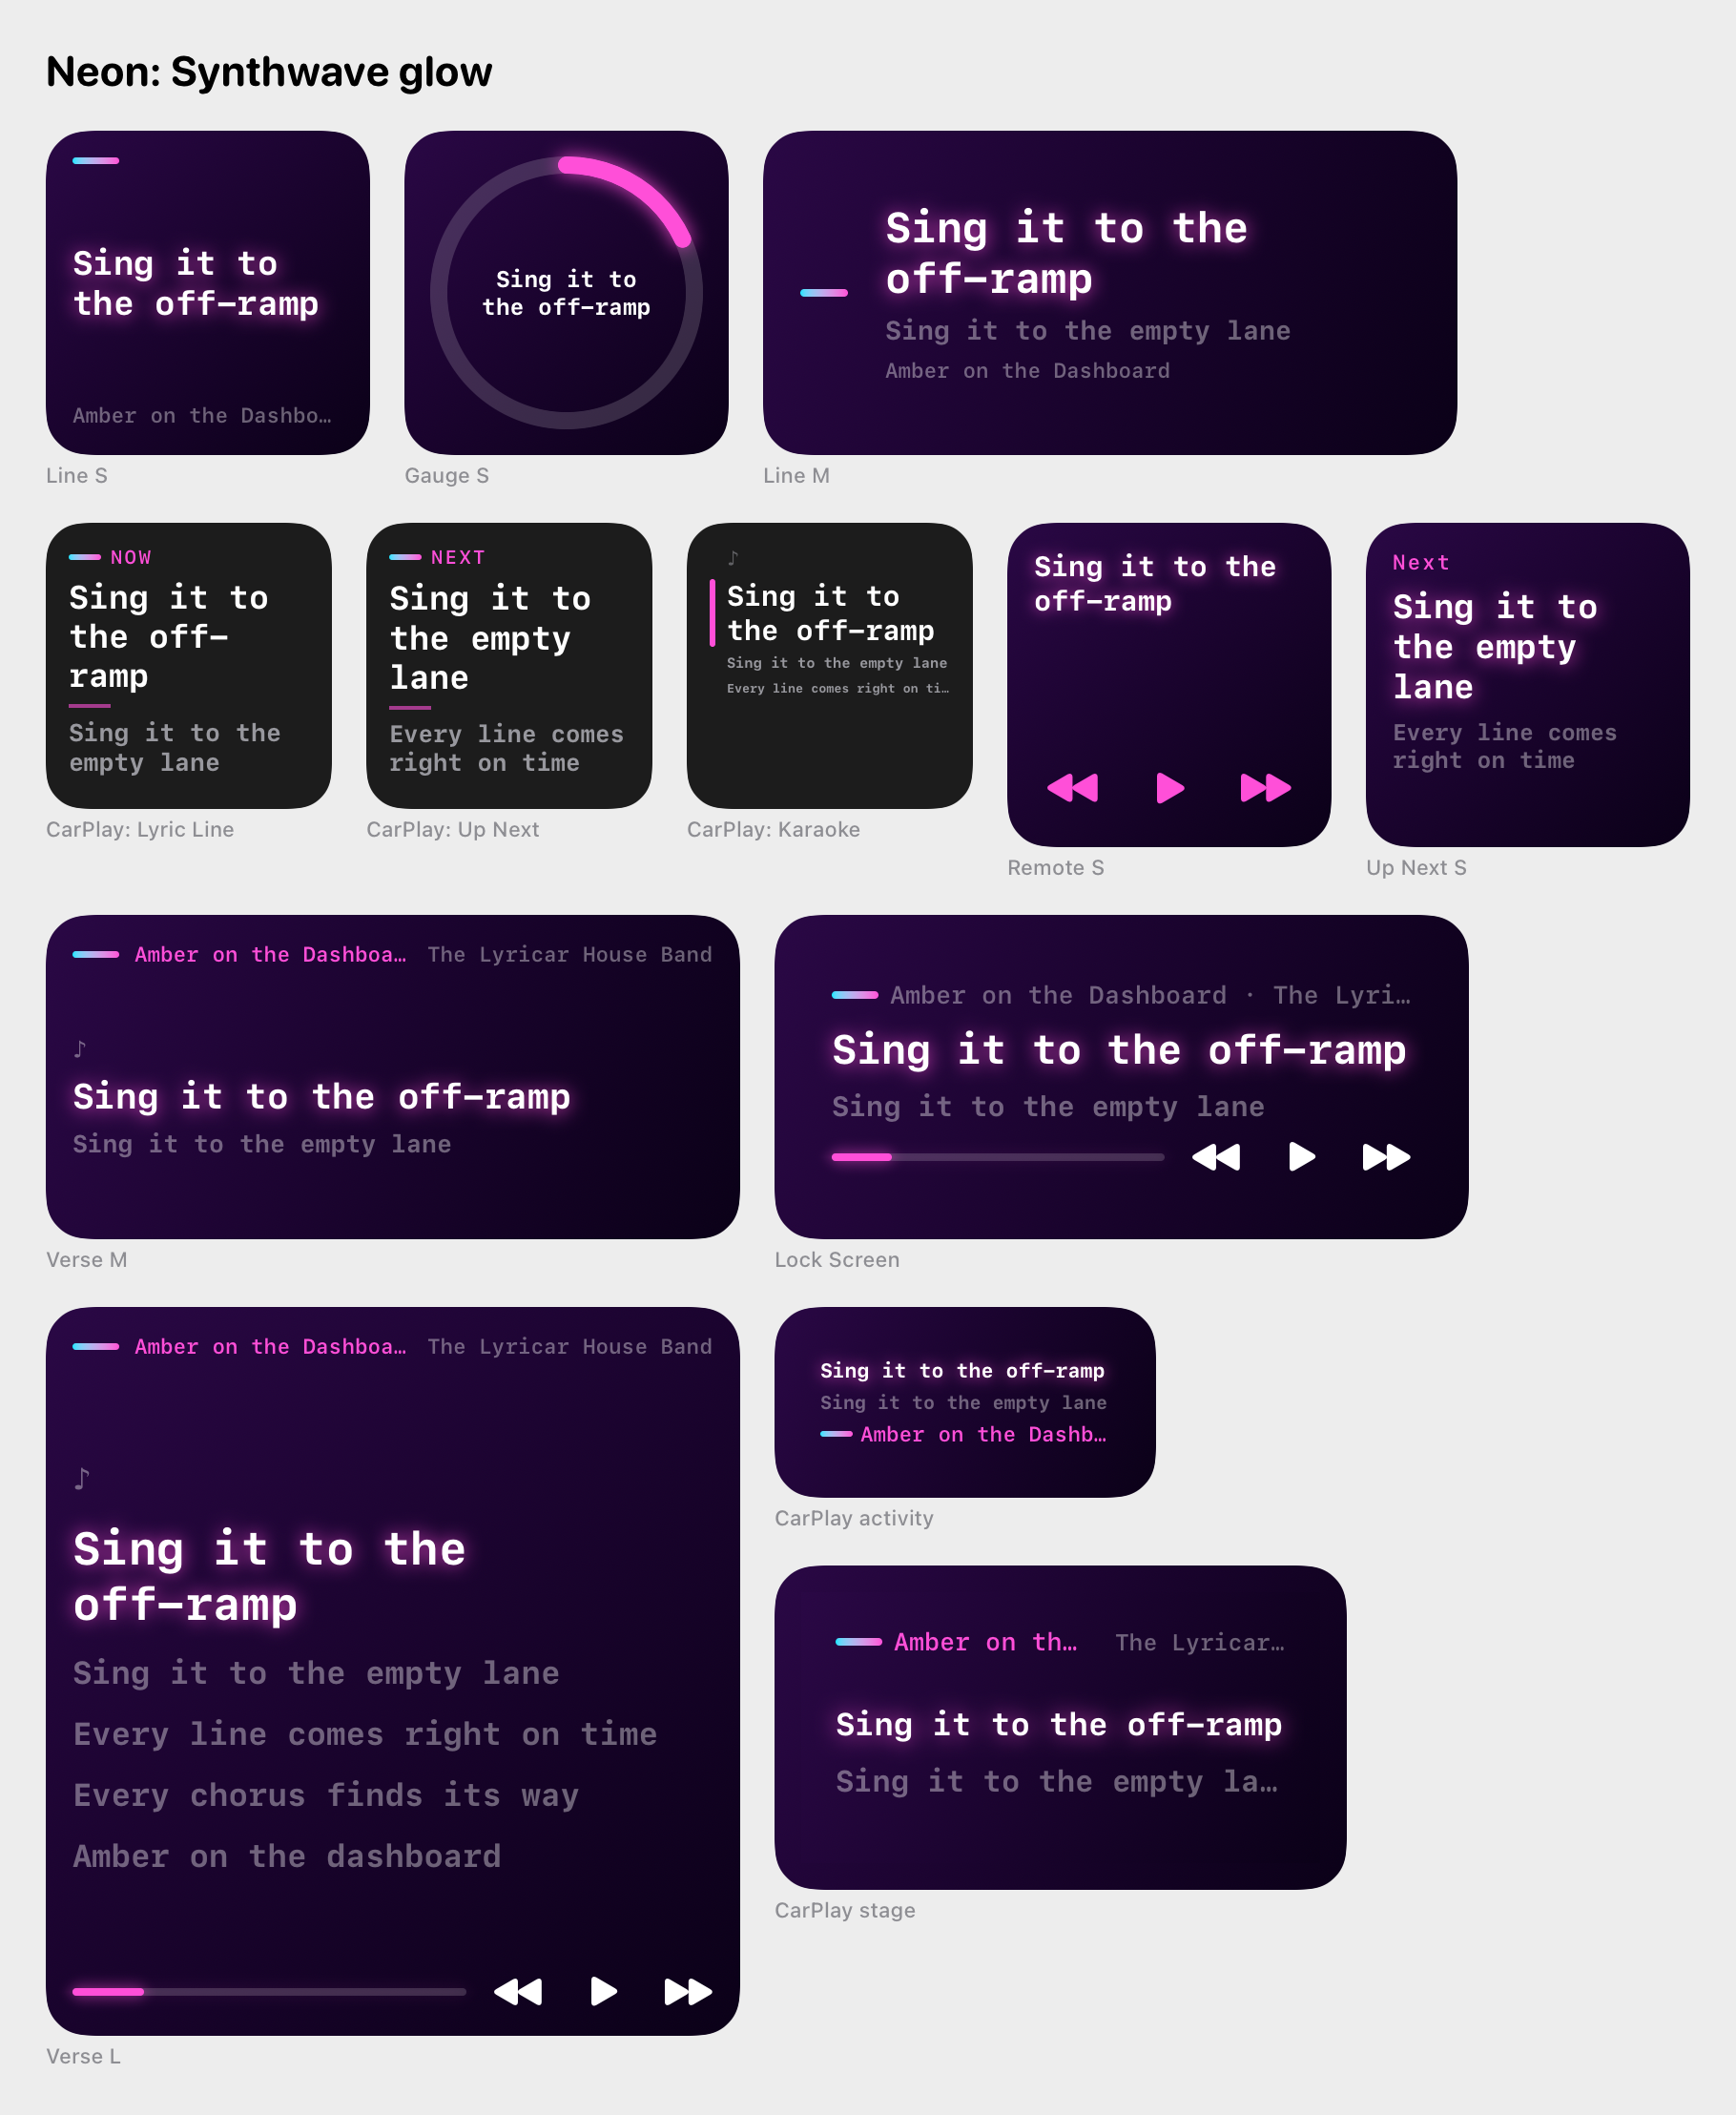 Neon: Synthwave glow
Sing it to
the off-ramp
Amber on the Dashbo…
Line S
Sing it to
the off-ramp
Gauge S
Sing it to the
off-ramp
Sing it to the empty lane
Amber on the Dashboard
Line M
NOW
Sing it to
the off-
ramp
Sing it to the
empty lane
CarPlay: Lyric Line
NEXT
Sing it to
the empty
lane
Every line comes
right on time
CarPlay: Up Next
♪
Sing it to
the off-ramp
Sing it to the empty lane
Every line comes right on ti…
CarPlay: Karaoke
Sing it to the
off-ramp
Remote S
Next
Sing it to
the empty
lane
Every line comes
right on time
Up Next S
Amber on the Dashboa… The Lyricar House Band
♪
Sing it to the off-ramp
Sing it to the empty lane
Verse M
Amber on the Dashboard · The Lyri…
Sing it to the off-ramp
Sing it to the empty lane
Lock Screen
Amber on the Dashboa… The Lyricar House Band
♪
Sing it to the
off-ramp
Sing it to the empty lane
Every line comes right on time
Every chorus finds its way
Amber on the dashboard
Verse L
Sing it to the off-ramp
Sing it to the empty lane
Amber on the Dashb…
CarPlay activity
Amber on th… The Lyricar…
Sing it to the off-ramp
Sing it to the empty la…
CarPlay stage